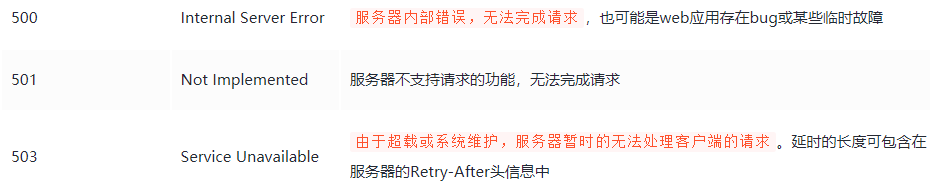 500 Internal Server Error 服务器内部错误，无法完成请求，也可能是web应用存在bug或某些临时故障
501 Not Implemented 服务器不支持请求的功能，无法完成请求
503 Service Unavailable 由于超载或系统维护，服务器暂时的无法处理客户端的请求。延时的长度可包含在
服务器的Retry-After头信息中